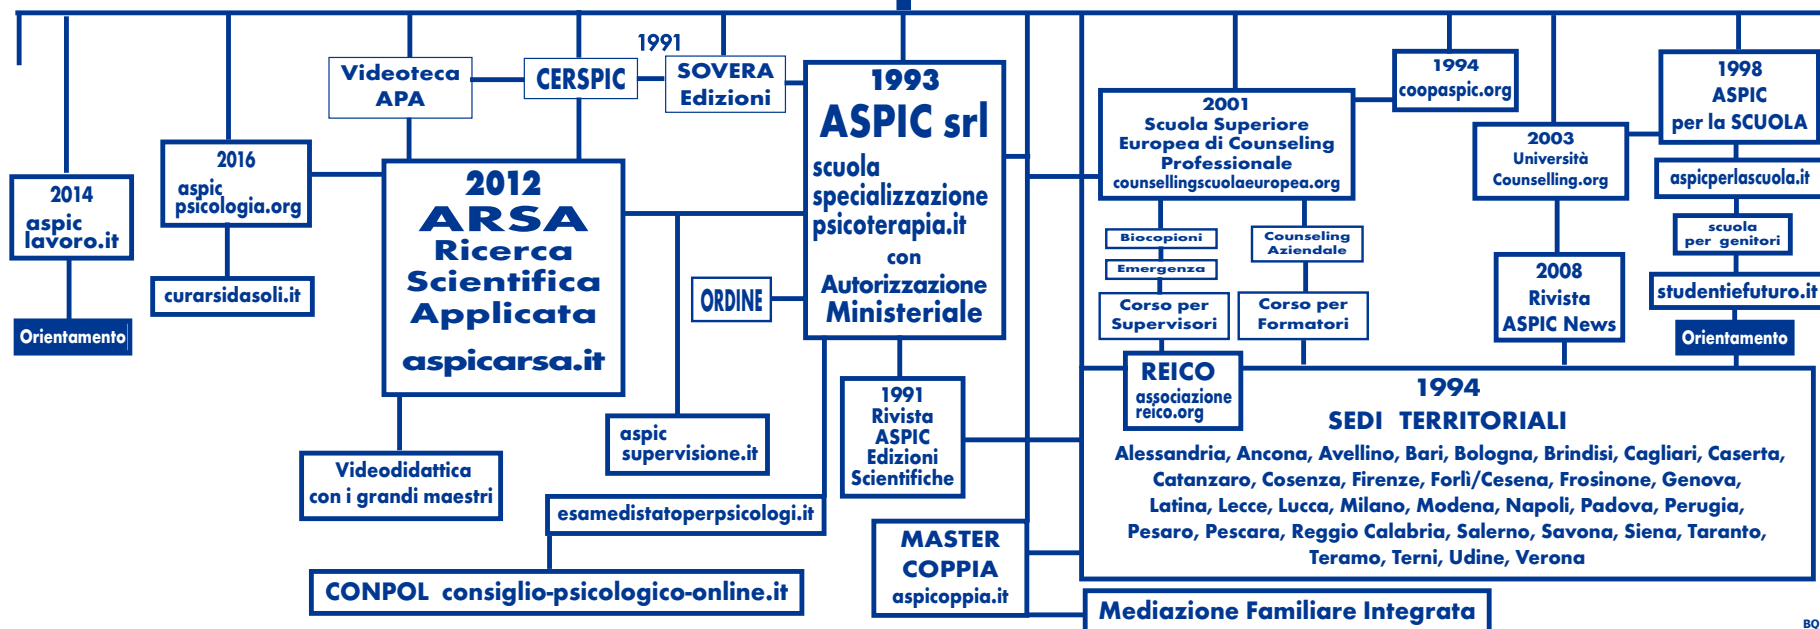 1991
Videoteca
APA
CERSPIC
SOVERA
Edizioni
1993
ASPIC srl
scuola
specializzazione
psicoterapia.it
con
Autorizzazione
Ministeriale
2001
Scuola Superiore
Europea di Counseling
Professionale
counsellingscuolaeuropea.org
1994
coopaspic.org
2003
Università
Counselling.org
1998
ASPIC
per la SCUOLA
2014
aspic
lavoro.it
Orientamento
2016
aspic
psicologia.org
curarsidasoli.it
2012
ARSA
Ricerca
Scientifica
Applicata
aspicarsa.it
ORDINE
Biocopioni
Emergenza
Corso per
Supervisori
Counseling
Aziendale
Corso per
Formatori
2008
Rivista
ASPIC News
aspicperlascuola.it
scuola
per genitori
studentiefuturo.it
Orientamento
Videodidattica
con i grandi maestri
aspic
supervisione.it
1991
Rivista
ASPIC
Edizioni
Scientifiche
REICO
associazione
reico.org
1994
SEDI TERRITORIALI
Alessandria, Ancona, Avellino, Bari, Bologna, Brindisi, Cagliari, Caserta,
Catanzaro, Cosenza, Firenze, Forlì/Cesena, Frosinone, Genova,
Latina, Lecce, Lucca, Milano, Modena, Napoli, Padova, Perugia,
Pesaro, Pescara, Reggio Calabria, Salerno, Savona, Siena, Taranto,
Teramo, Terni, Udine, Verona
esamedistatoperpsicologi.it
CONPOL consiglio-psicologico-online.it
MASTER
COPPIA
aspicoppia.it
Mediazione Familiare Integrata